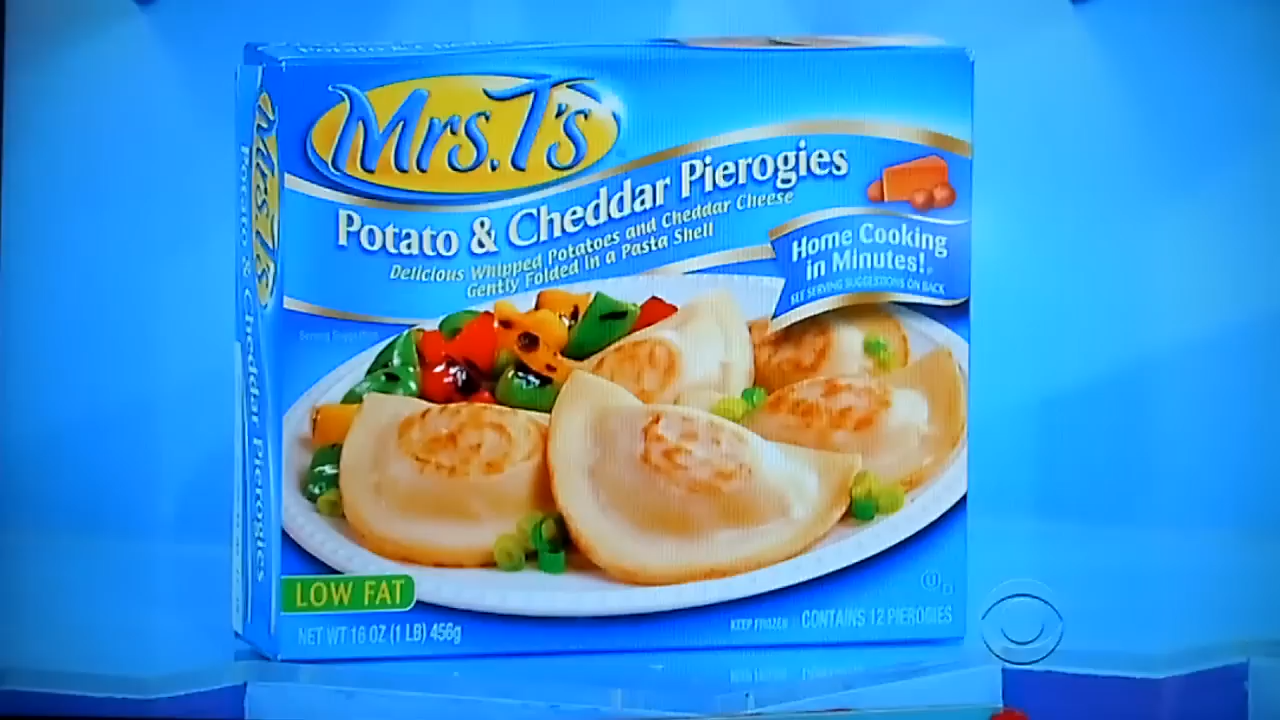 Mrs. T's
Potato & Cheddar Pierogies
Delicious Whipped Potatoes and Cheddar Cheese
Gently Folded In a Pasta Shell
Home Cooking
in Minutes!
SEE SERVING SUGGESTIONS ON BACK
Serving Suggestion
LOW FAT
NET WT 16 OZ (1 LB) 456g
KEEP FROZEN
CONTAINS 12 PIEROGIES
Mrs. T's
Potato & Cheddar Pierogies